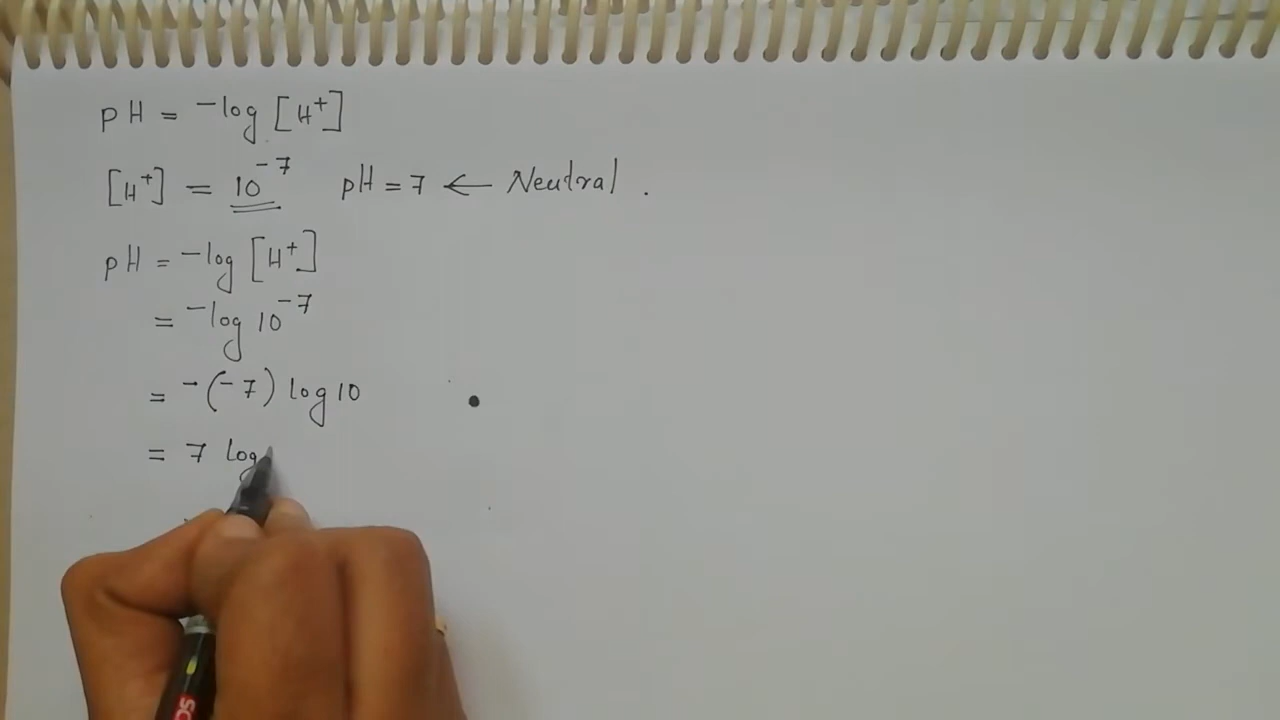 pH = -log [H⁺]
[H⁺] = 10⁻⁷ pH = 7 ← Neutral .
pH = -log [H⁺]
= -log 10⁻⁷
= -(-7) log 10
= 7 log